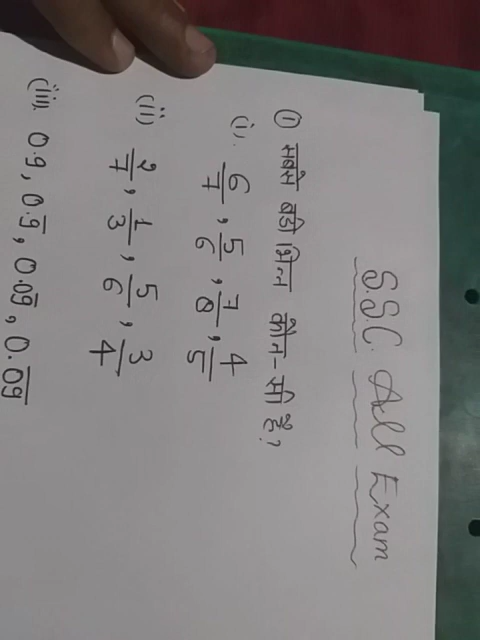 S.S.C. All Exam
① सबसे बडी भिन्न कौन-सी है?
(i). 6/7, 5/6, 7/8, 4/5
(ii) 2/7, 1/3, 5/6, 3/4
(iii). 0.9, 0.9̅, 0.09̅, 0.0̅9̅